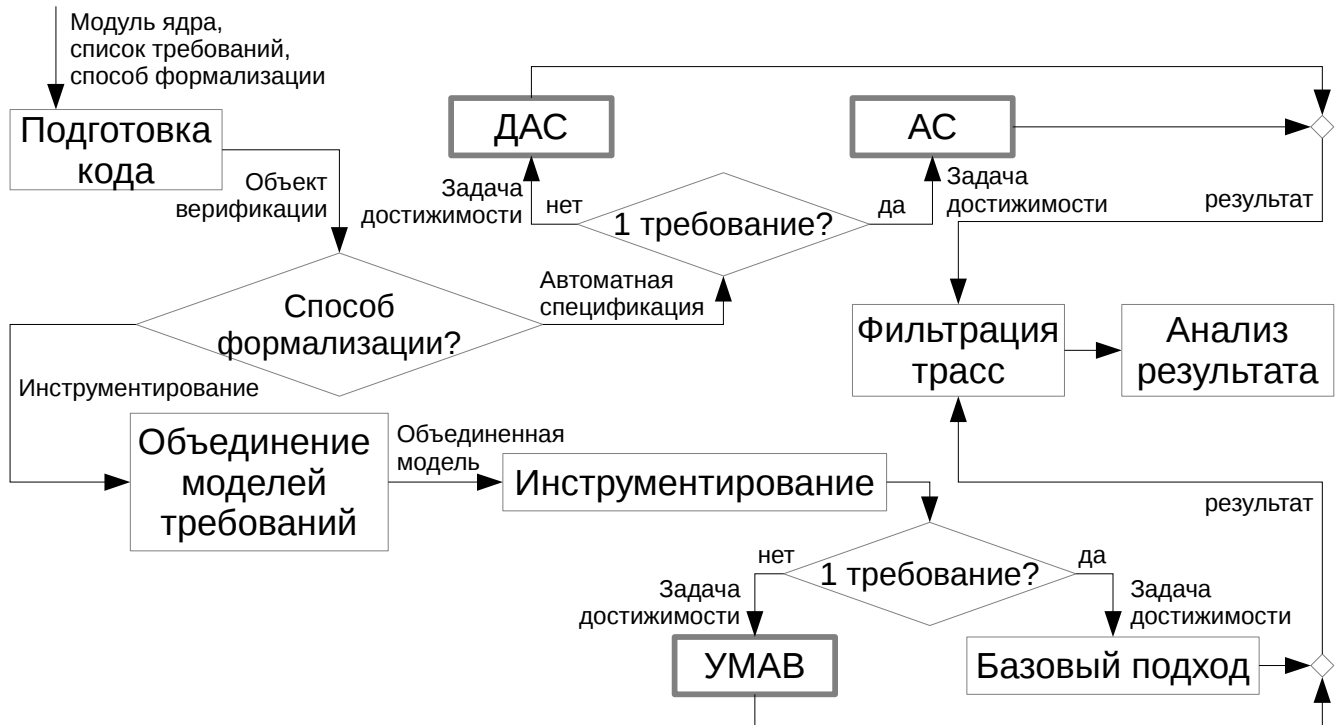 Модуль ядра,
список требований,
способ формализации
Подготовка
кода
Объект
верификации
ДАС
АС
Задача
достижимости
нет
1 требование?
да
Задача
достижимости
результат
Способ
формализации?
Автоматная
спецификация
Фильтрация
трасс
Анализ
результата
Инструментирование
Объединение
моделей
требований
Объединенная
модель
Инструментирование
результат
нет
1 требование?
да
Задача
достижимости
Задача
достижимости
УМАВ
Базовый подход